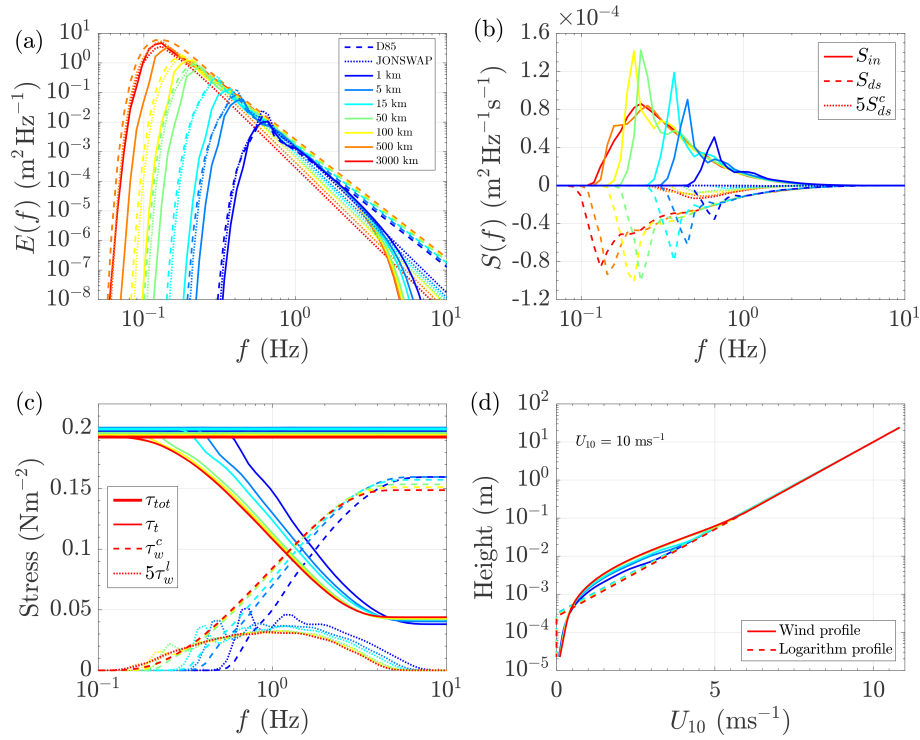 (a)
10^1
10^0
10^-1
10^-2
10^-3
10^-4
10^-5
10^-6
10^-7
10^-8
E(f) (m^2 Hz^-1)
10^-1
10^0
10^1
f (Hz)
D85
JONSWAP
1 km
5 km
15 km
50 km
100 km
500 km
3000 km
(b)
×10^-4
1.6
1.2
0.8
0.4
0
-0.4
-0.8
-1.2
S(f) (m^2 Hz^-1 s^-1)
10^-1
10^0
10^1
f (Hz)
S_in
S_ds
5S^c_ds
(c)
0.2
0.15
0.1
0.05
0
Stress (Nm^-2)
10^-1
10^0
10^1
f (Hz)
τ_tot
τ_t
τ^c_w
5τ^l_w
(d)
10^2
10^1
10^0
10^-1
10^-2
10^-3
10^-4
10^-5
Height (m)
0
5
10
U_10 (ms^-1)
U_10 = 10 ms^-1
Wind profile
Logarithm profile